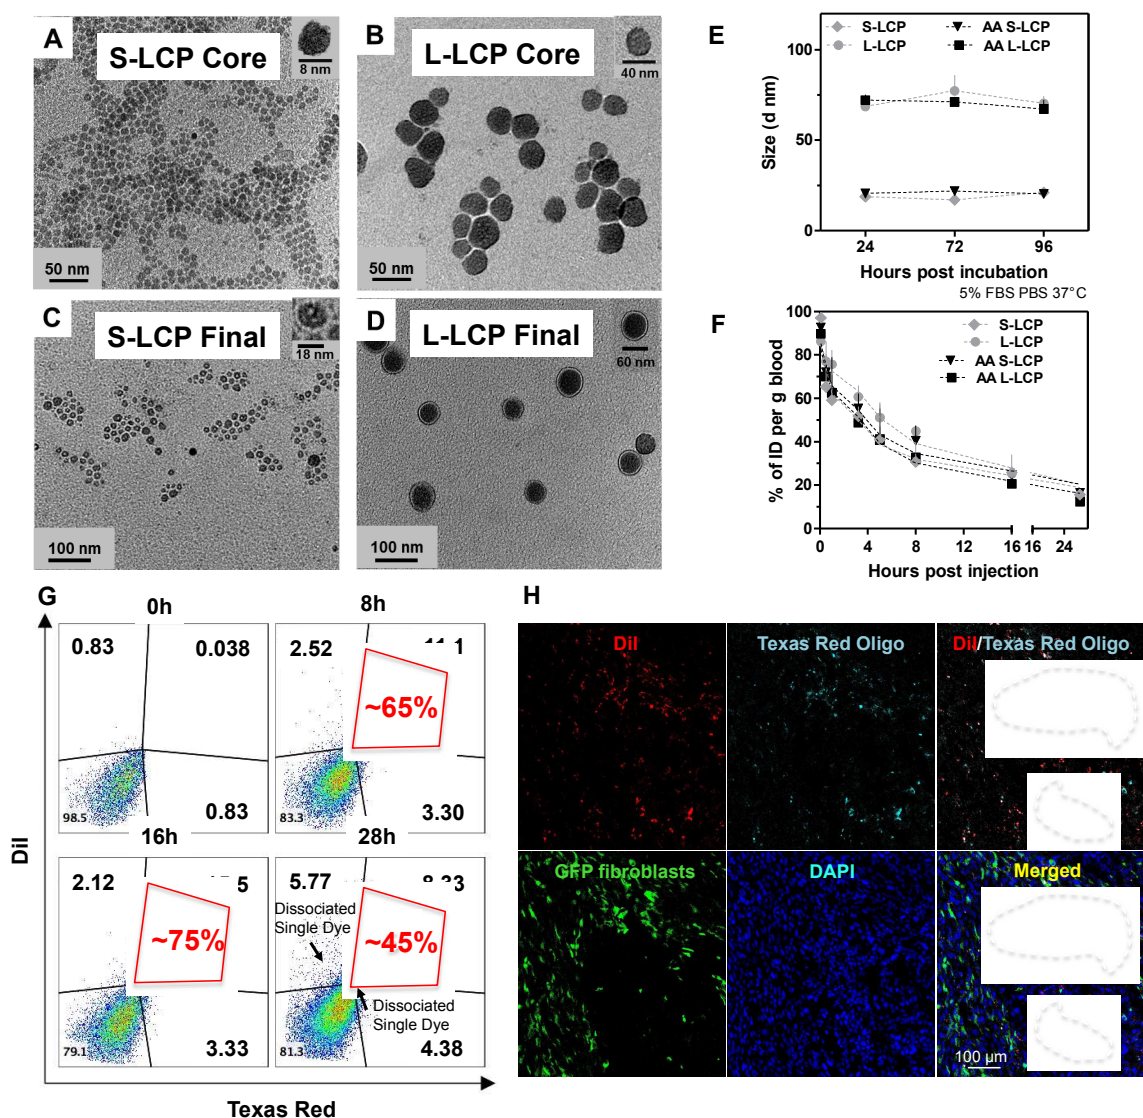 A
S-LCP Core
8 nm
50 nm
B
L-LCP Core
40 nm
50 nm
C
S-LCP Final
18 nm
100 nm
D
L-LCP Final
60 nm
100 nm
E
S-LCP
AA S-LCP
L-LCP
AA L-LCP
Size (d nm)
100
50
0
24
72
96
Hours post incubation
5% FBS PBS 37°C
F
S-LCP
L-LCP
AA S-LCP
AA L-LCP
% of ID per g blood
100
80
60
40
20
0
0
4
8
12
16
16
24
Hours post injection
G
0h
8h
0.83
0.038
98.5
0.83
2.52
~65%
83.3
3.30
16h
28h
2.12
~75%
79.1
3.33
5.77
Dissociated
Single Dye
~45%
Dissociated
Single Dye
81.3
4.38
DiI
Texas Red
H
DiI
Texas Red Oligo
DiI/Texas Red Oligo
GFP fibroblasts
DAPI
Merged
100 µm